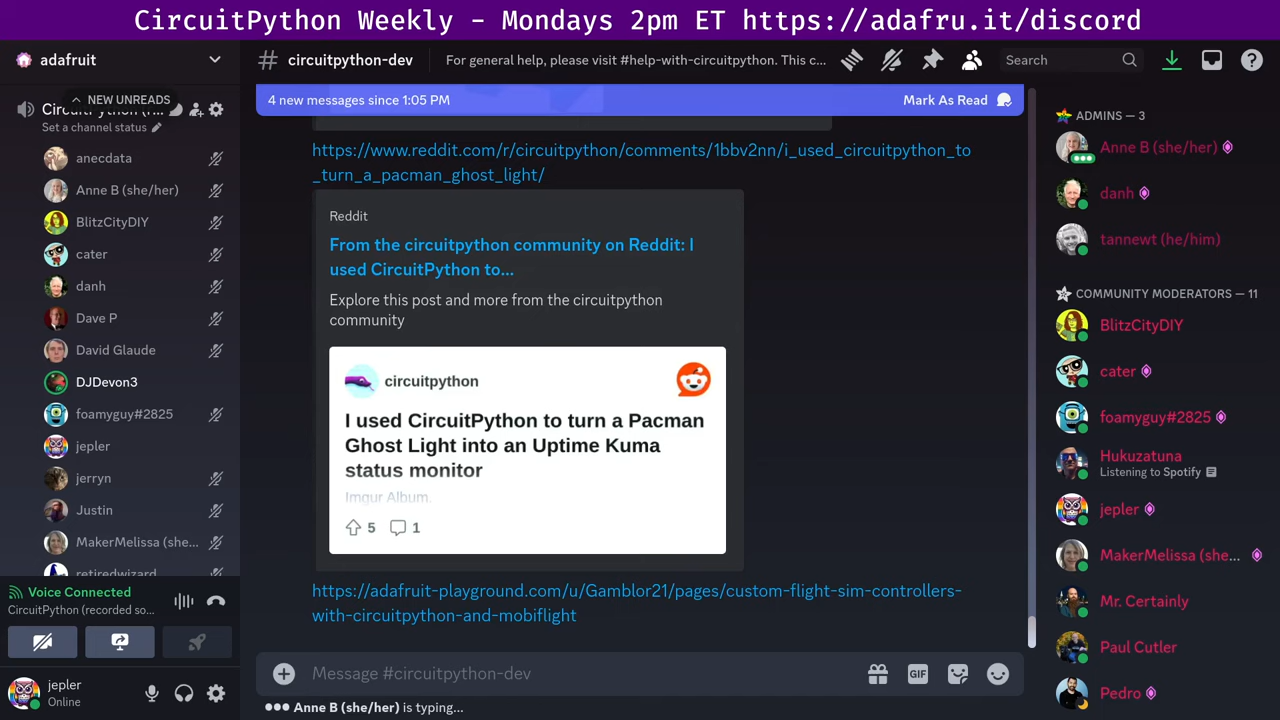 CircuitPython Weekly - Mondays 2pm ET https://adafru.it/discord
adafruit
circuitpython-dev
For general help, please visit #help-with-circuitpython. This c...
Search
NEW UNREADS
CircuitPython (r...
Set a channel status
anecdata
Anne B (she/her)
BlitzCityDIY
cater
danh
Dave P
David Glaude
DJDevon3
foamyguy#2825
jepler
jerryn
Justin
MakerMelissa (she...
retiredwizard
Voice Connected
CircuitPython (recorded so...
jepler
Online
4 new messages since 1:05 PM
Mark As Read
https://www.reddit.com/r/circuitpython/comments/1bbv2nn/i_used_circuitpython_to
_turn_a_pacman_ghost_light/
Reddit
From the circuitpython community on Reddit: I
used CircuitPython to...
Explore this post and more from the circuitpython
community
circuitpython
I used CircuitPython to turn a Pacman
Ghost Light into an Uptime Kuma
status monitor
Imgur Album.
5
1
https://adafruit-playground.com/u/Gamblor21/pages/custom-flight-sim-controllers-
with-circuitpython-and-mobiflight
Message #circuitpython-dev
GIF
Anne B (she/her) is typing...
ADMINS — 3
Anne B (she/her)
danh
tannewt (he/him)
COMMUNITY MODERATORS — 11
BlitzCityDIY
cater
foamyguy#2825
Hukuzatuna
Listening to Spotify
jepler
MakerMelissa (she...
Mr. Certainly
Paul Cutler
Pedro